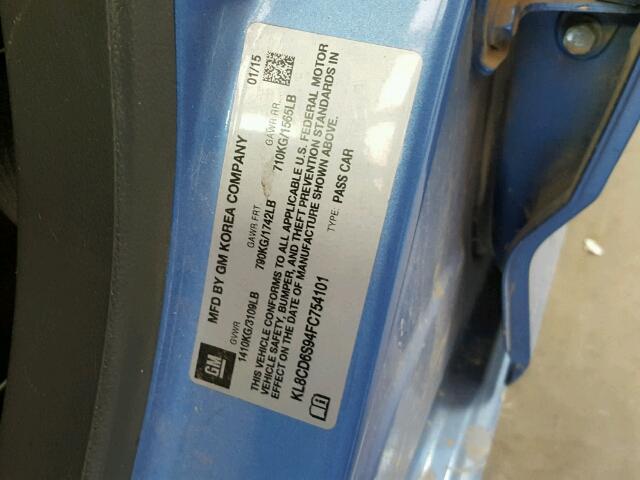 MFD BY GM KOREA COMPANY 01/15
GVWR GAWR FRT. GAWR RR.
1410KG/3109LB 790KG/1742LB 710KG/1565LB
THIS VEHICLE CONFORMS TO ALL APPLICABLE U.S. FEDERAL MOTOR
VEHICLE SAFETY, BUMPER, AND THEFT PREVENTION STANDARDS IN
EFFECT ON THE DATE OF MANUFACTURE SHOWN ABOVE.
KL8CD6S94FC754101 TYPE: PASS CAR
GM